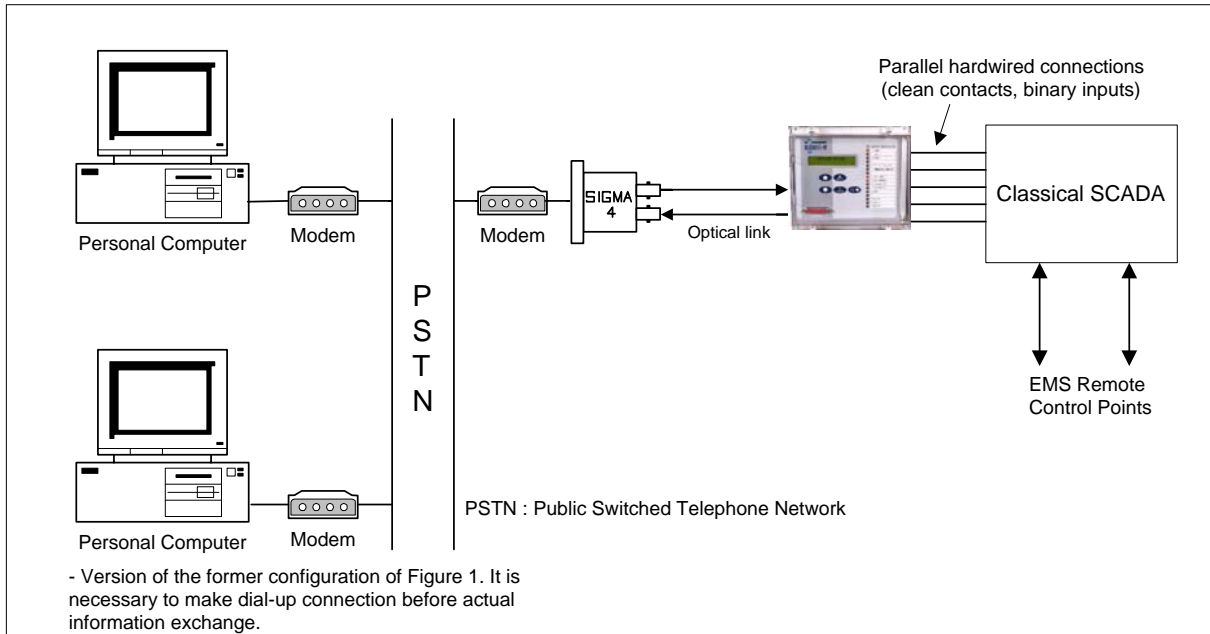 Parallel hardwired connections
(clean contacts, binary inputs)
SIGMA
4
Classical SCADA
Optical link
Personal Computer
Modem
Modem
P
S
T
N
EMS Remote
Control Points
PSTN : Public Switched Telephone Network
Personal Computer
Modem
- Version of the former configuration of Figure 1. It is
necessary to make dial-up connection before actual
information exchange.